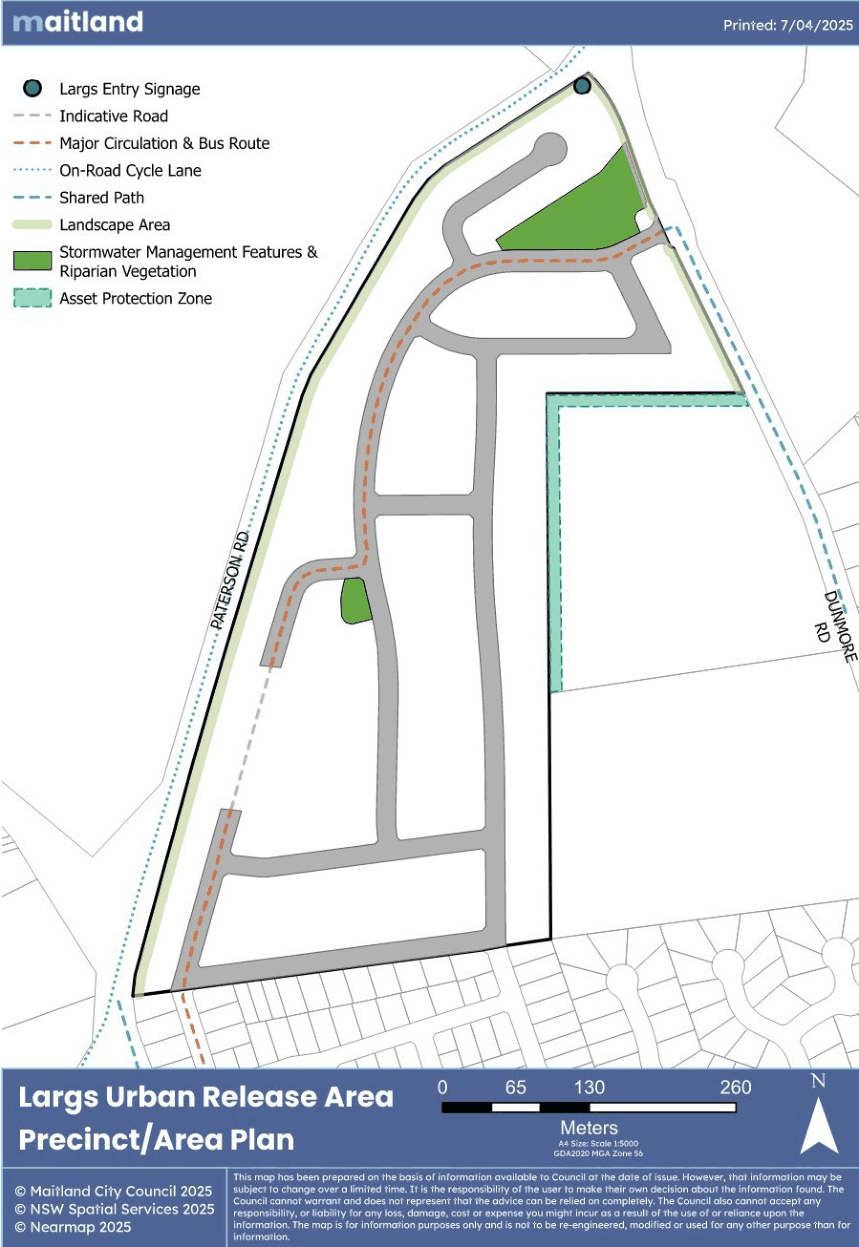 maitland
Printed: 7/04/2025
Largs Entry Signage
Indicative Road
Major Circulation & Bus Route
On-Road Cycle Lane
Shared Path
Landscape Area
Stormwater Management Features &
Riparian Vegetation
Asset Protection Zone
PATERSON RD
DUNMORE
RD
Largs Urban Release Area
Precinct/Area Plan
0 65 130 260
Meters
A4 Size: Scale 1:5000
GDA2020 MGA Zone 56
N
© Maitland City Council 2025
© NSW Spatial Services 2025
© Nearmap 2025
This map has been prepared on the basis of information available to Council at the date of issue. However, that information may be
subject to change over a limited time. It is the responsibility of the user to make their own decision about the information found. The
Council cannot warrant and does not represent that the advice can be relied on completely. The Council also cannot accept any
responsibility, or liability for any loss, damage, cost or expense you might incur as a result of the use of or reliance upon the
information. The map is for information purposes only and is not to be re-engineered, modified or used for any other purpose than for
information.